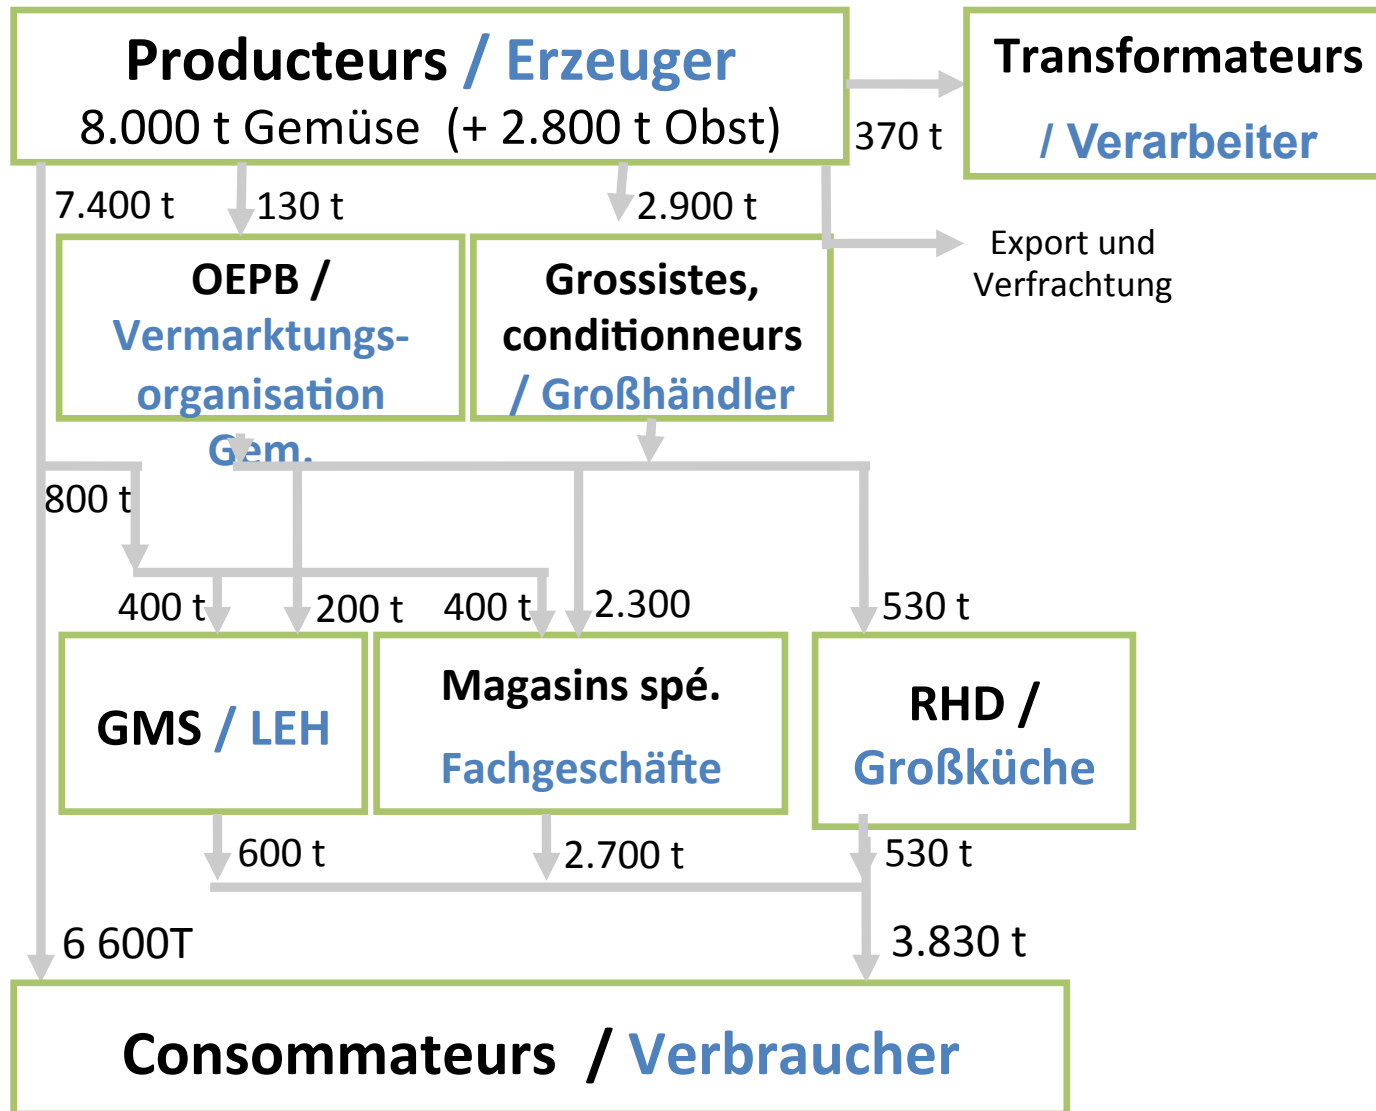 Producteurs / Erzeuger
8.000 t Gemüse (+ 2.800 t Obst)
Transformateurs
/ Verarbeiter
370 t
7.400 t
130 t
2.900 t
Export und
Verfrachtung
OEPB /
Vermarktungs-
organisation
Gem.
Grossistes,
conditionneurs
/ Großhändler
800 t
400 t
200 t
400 t
2.300
530 t
GMS / LEH
Magasins spé.
Fachgeschäfte
RHD /
Großküche
600 t
2.700 t
530 t
6 600T
3.830 t
Consommateurs / Verbraucher